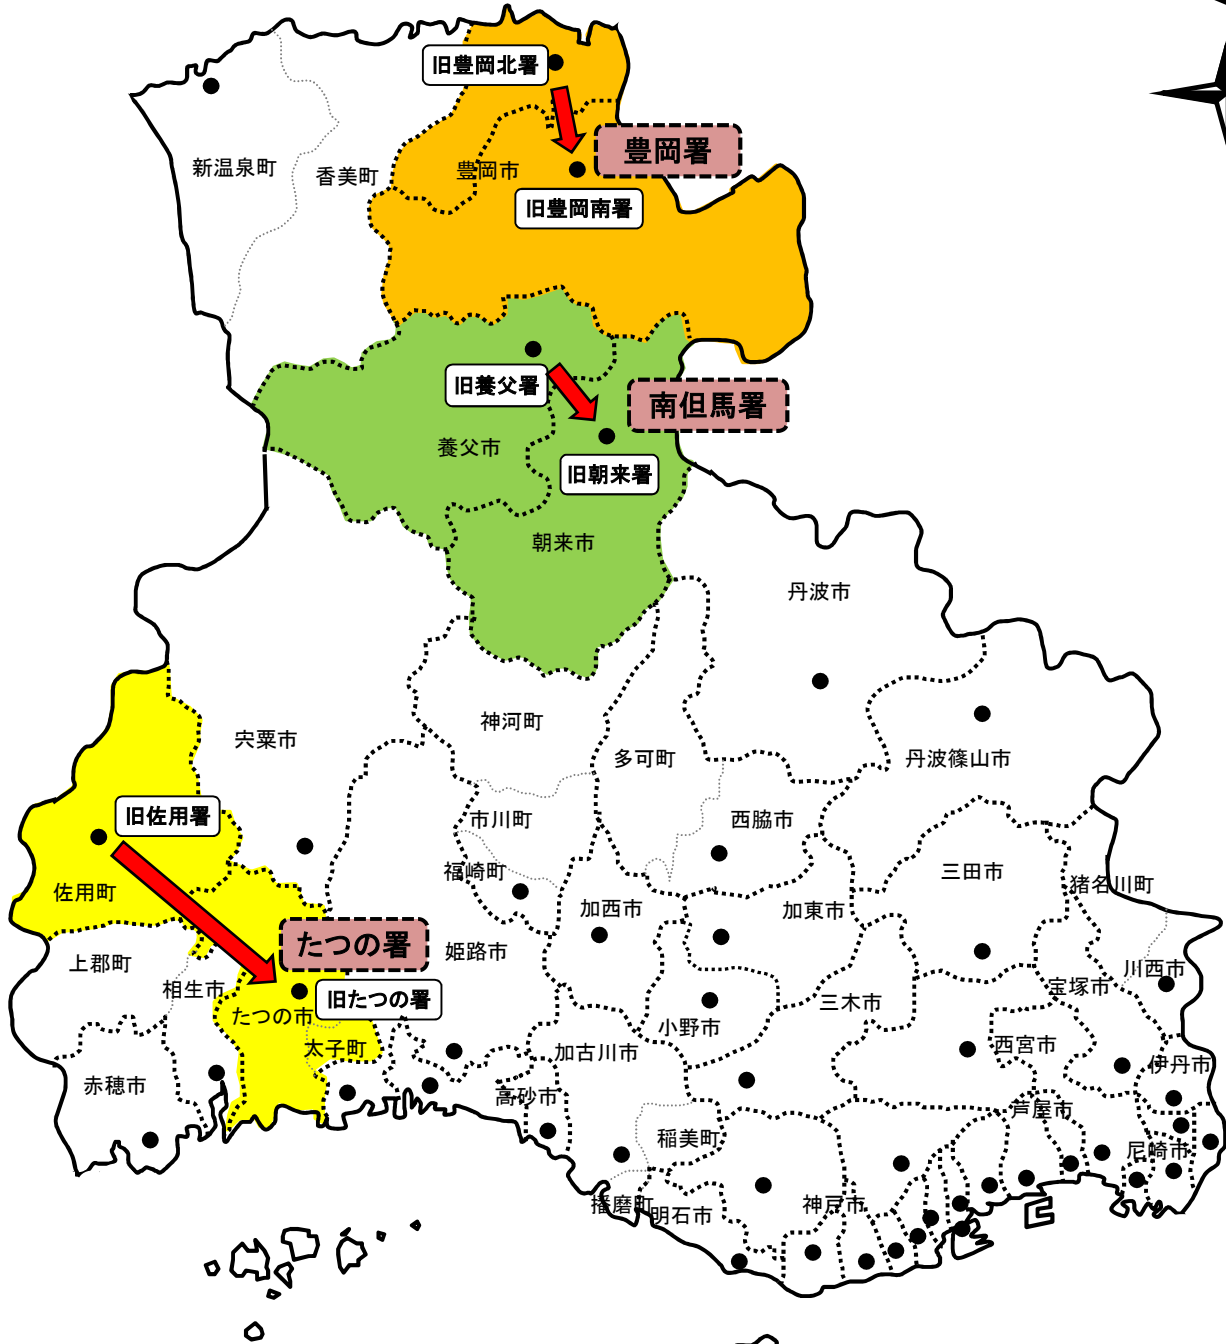 旧豊岡北署
豊岡署
新温泉町
香美町
豊岡市
旧豊岡南署
旧養父署
南但馬署
養父市
旧朝来署
朝来市
丹波市
神河町
宍粟市
多可町
丹波篠山市
旧佐用署
市川町
西脇市
福崎町
三田市
猪名川町
佐用町
加西市
加東市
たつの署
姫路市
上郡町
川西市
相生市
旧たつの署
宝塚市
三木市
たつの市
小野市
太子町
加古川市
西宮市
伊丹市
赤穂市
高砂市
芦屋市
稲美町
尼崎市
播磨町
明石市
神戸市